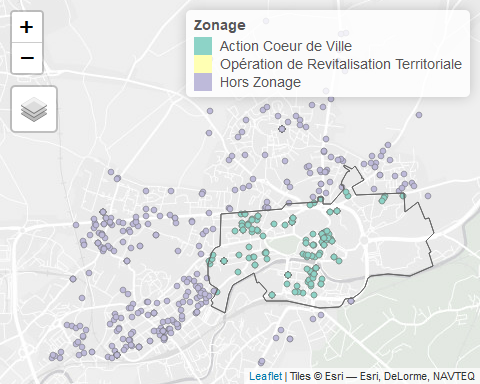 +
−
Zonage
Action Coeur de Ville
Opération de Revitalisation Territoriale
Hors Zonage
Leaflet | Tiles © Esri — Esri, DeLorme, NAVTEQ